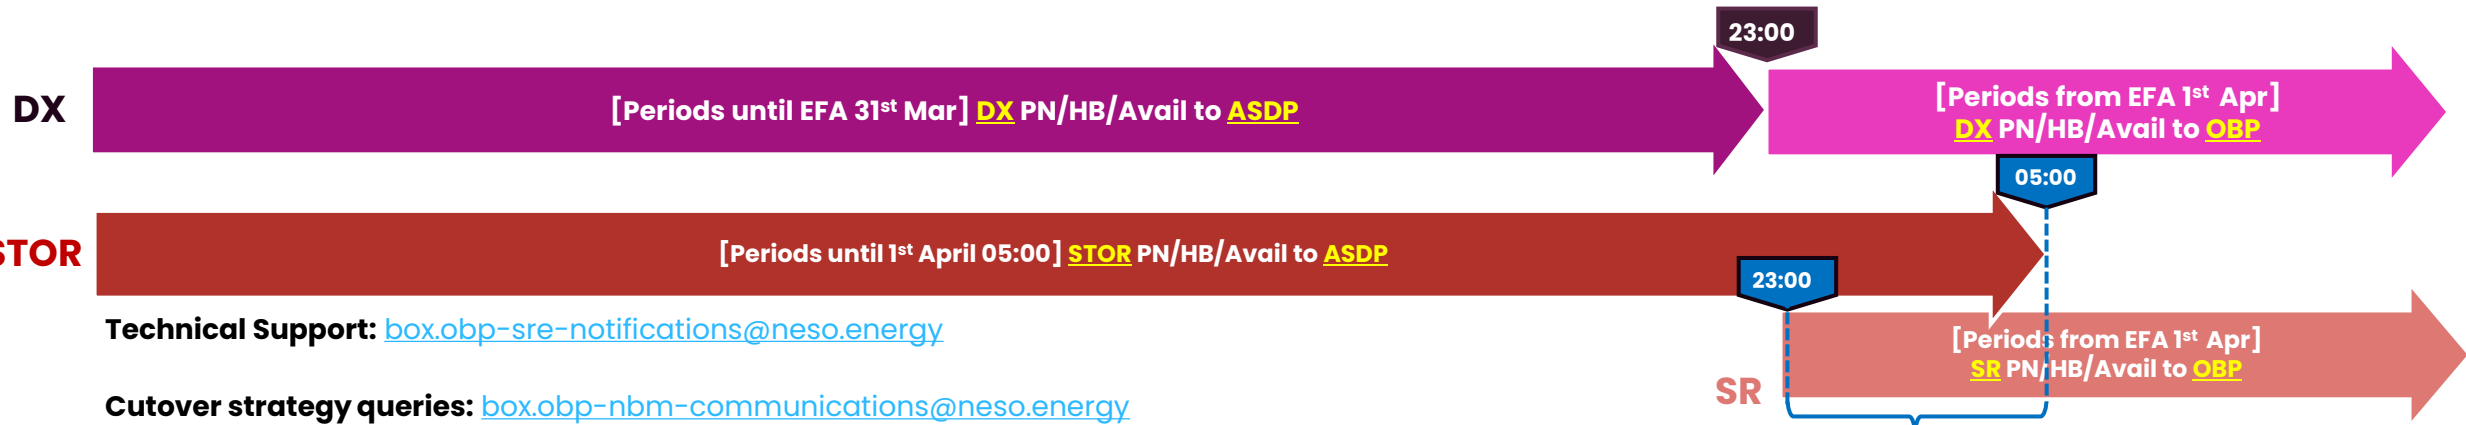 23:00
DX
[Periods until EFA 31st Mar] DX PN/HB/Avail to ASDP
[Periods from EFA 1st Apr]
DX PN/HB/Avail to OBP
05:00
STOR
[Periods until 1st April 05:00] STOR PN/HB/Avail to ASDP
23:00
Technical Support: box.obp-sre-notifications@neso.energy
[Periods from EFA 1st Apr]
SR PN/HB/Avail to OBP
SR
Cutover strategy queries: box.obp-nbm-communications@neso.energy